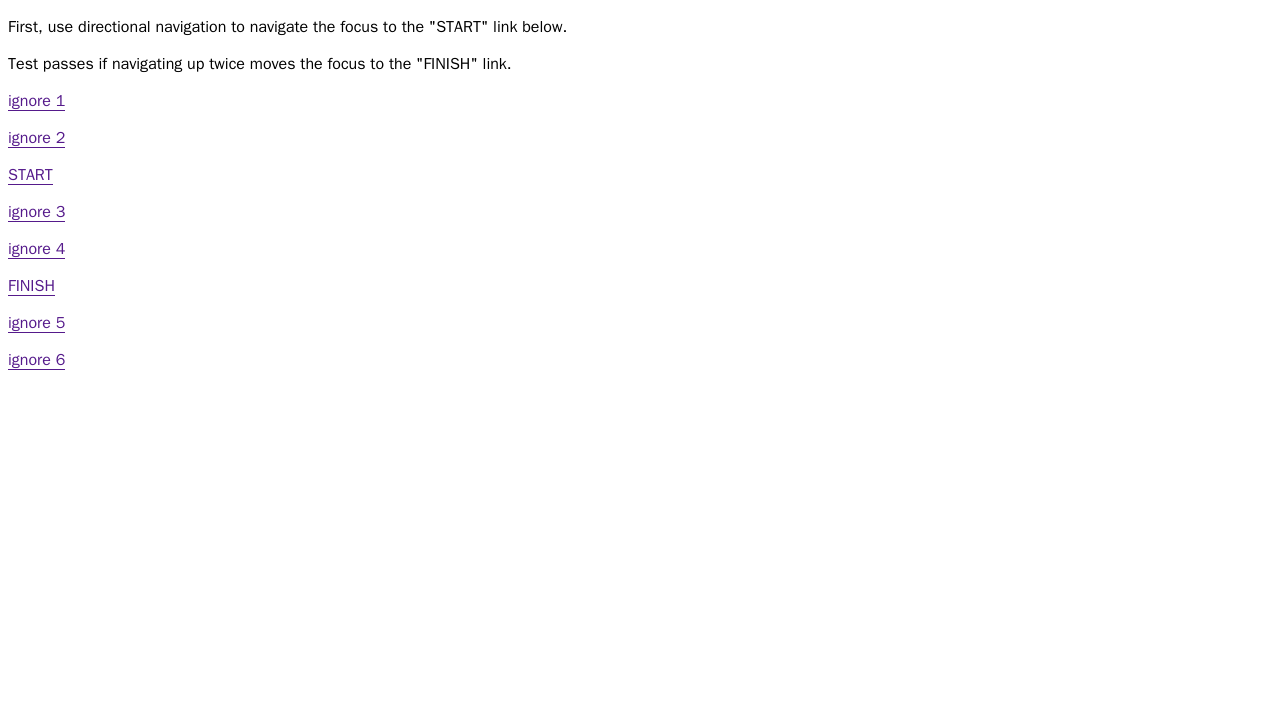 First, use directional navigation to navigate the focus to the "START" link below.
Test passes if navigating up twice moves the focus to the "FINISH" link.
ignore 1
ignore 2
START
ignore 3
ignore 4
FINISH
ignore 5
ignore 6